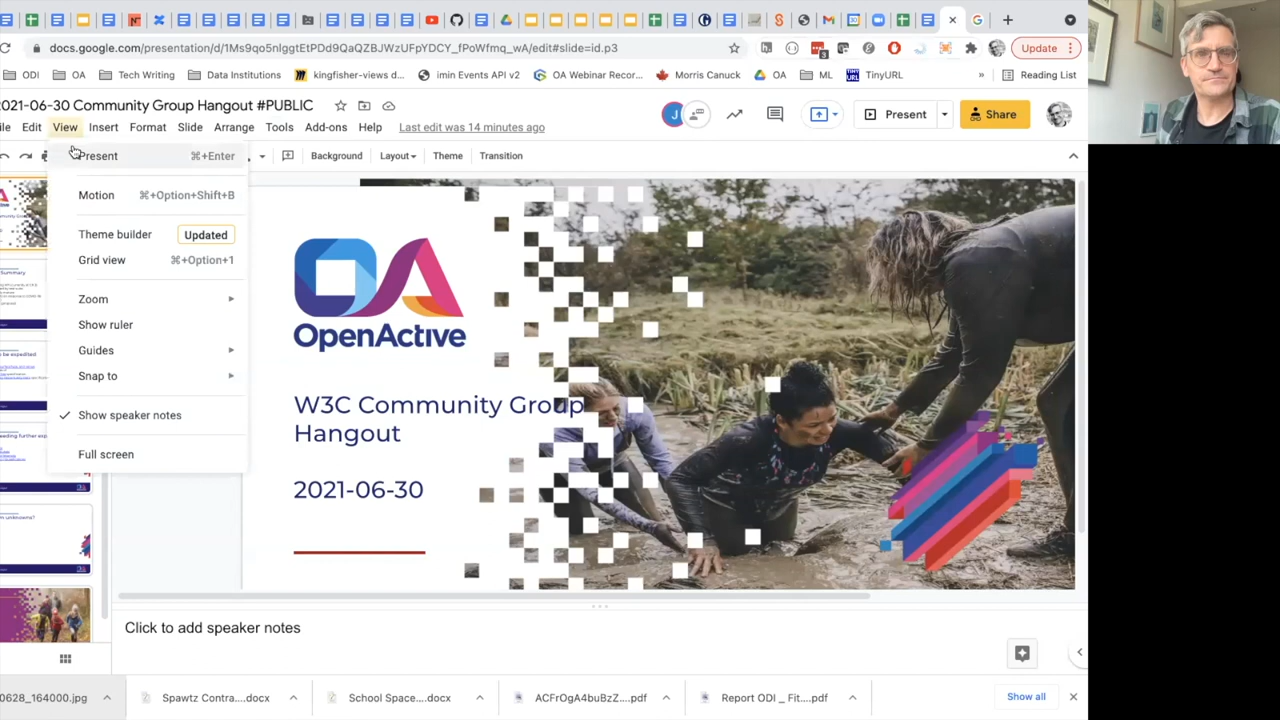 docs.google.com/presentation/d/1Ms9qo5nlggtEtPDd9QaQZBJWzUFpYDCY_fPoWfmq_wA/edit#slide=id.p3
Update
ODI
OA
Tech Writing
Data Institutions
kingfisher-views d...
imin Events API v2
OA Webinar Recor...
Morris Canuck
OA
ML
TinyURL
»
Reading List
2021-06-30 Community Group Hangout #PUBLIC
Present
Share
Edit View Insert Format Slide Arrange Tools Add-ons Help Last edit was 14 minutes ago
Background Layout Theme Transition
Present ⌘+Enter
Motion ⌘+Option+Shift+B
Theme builder Updated
Grid view ⌘+Option+1
Zoom
Show ruler
Guides
Snap to
Show speaker notes
Full screen
OA
OpenActive
W3C Community Group
Hangout
2021-06-30
Click to add speaker notes
0628_164000.jpg
Spawtz Contra....docx
School Space....docx
ACFrOgA4buBzZ....pdf
Report ODI _ Fit....pdf
Show all